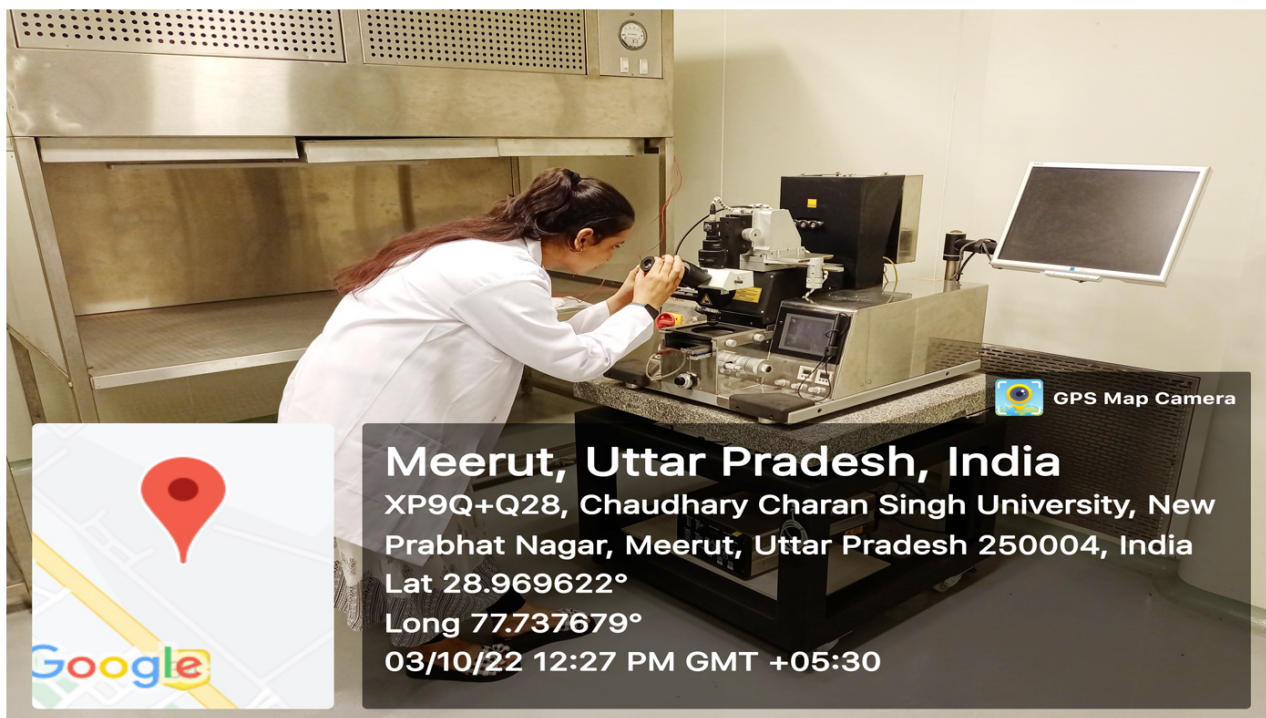 GPS Map Camera
Meerut, Uttar Pradesh, India
XP9Q+Q28, Chaudhary Charan Singh University, New
Prabhat Nagar, Meerut, Uttar Pradesh 250004, India
Lat 28.969622°
Long 77.737679°
03/10/22 12:27 PM GMT +05:30
Google